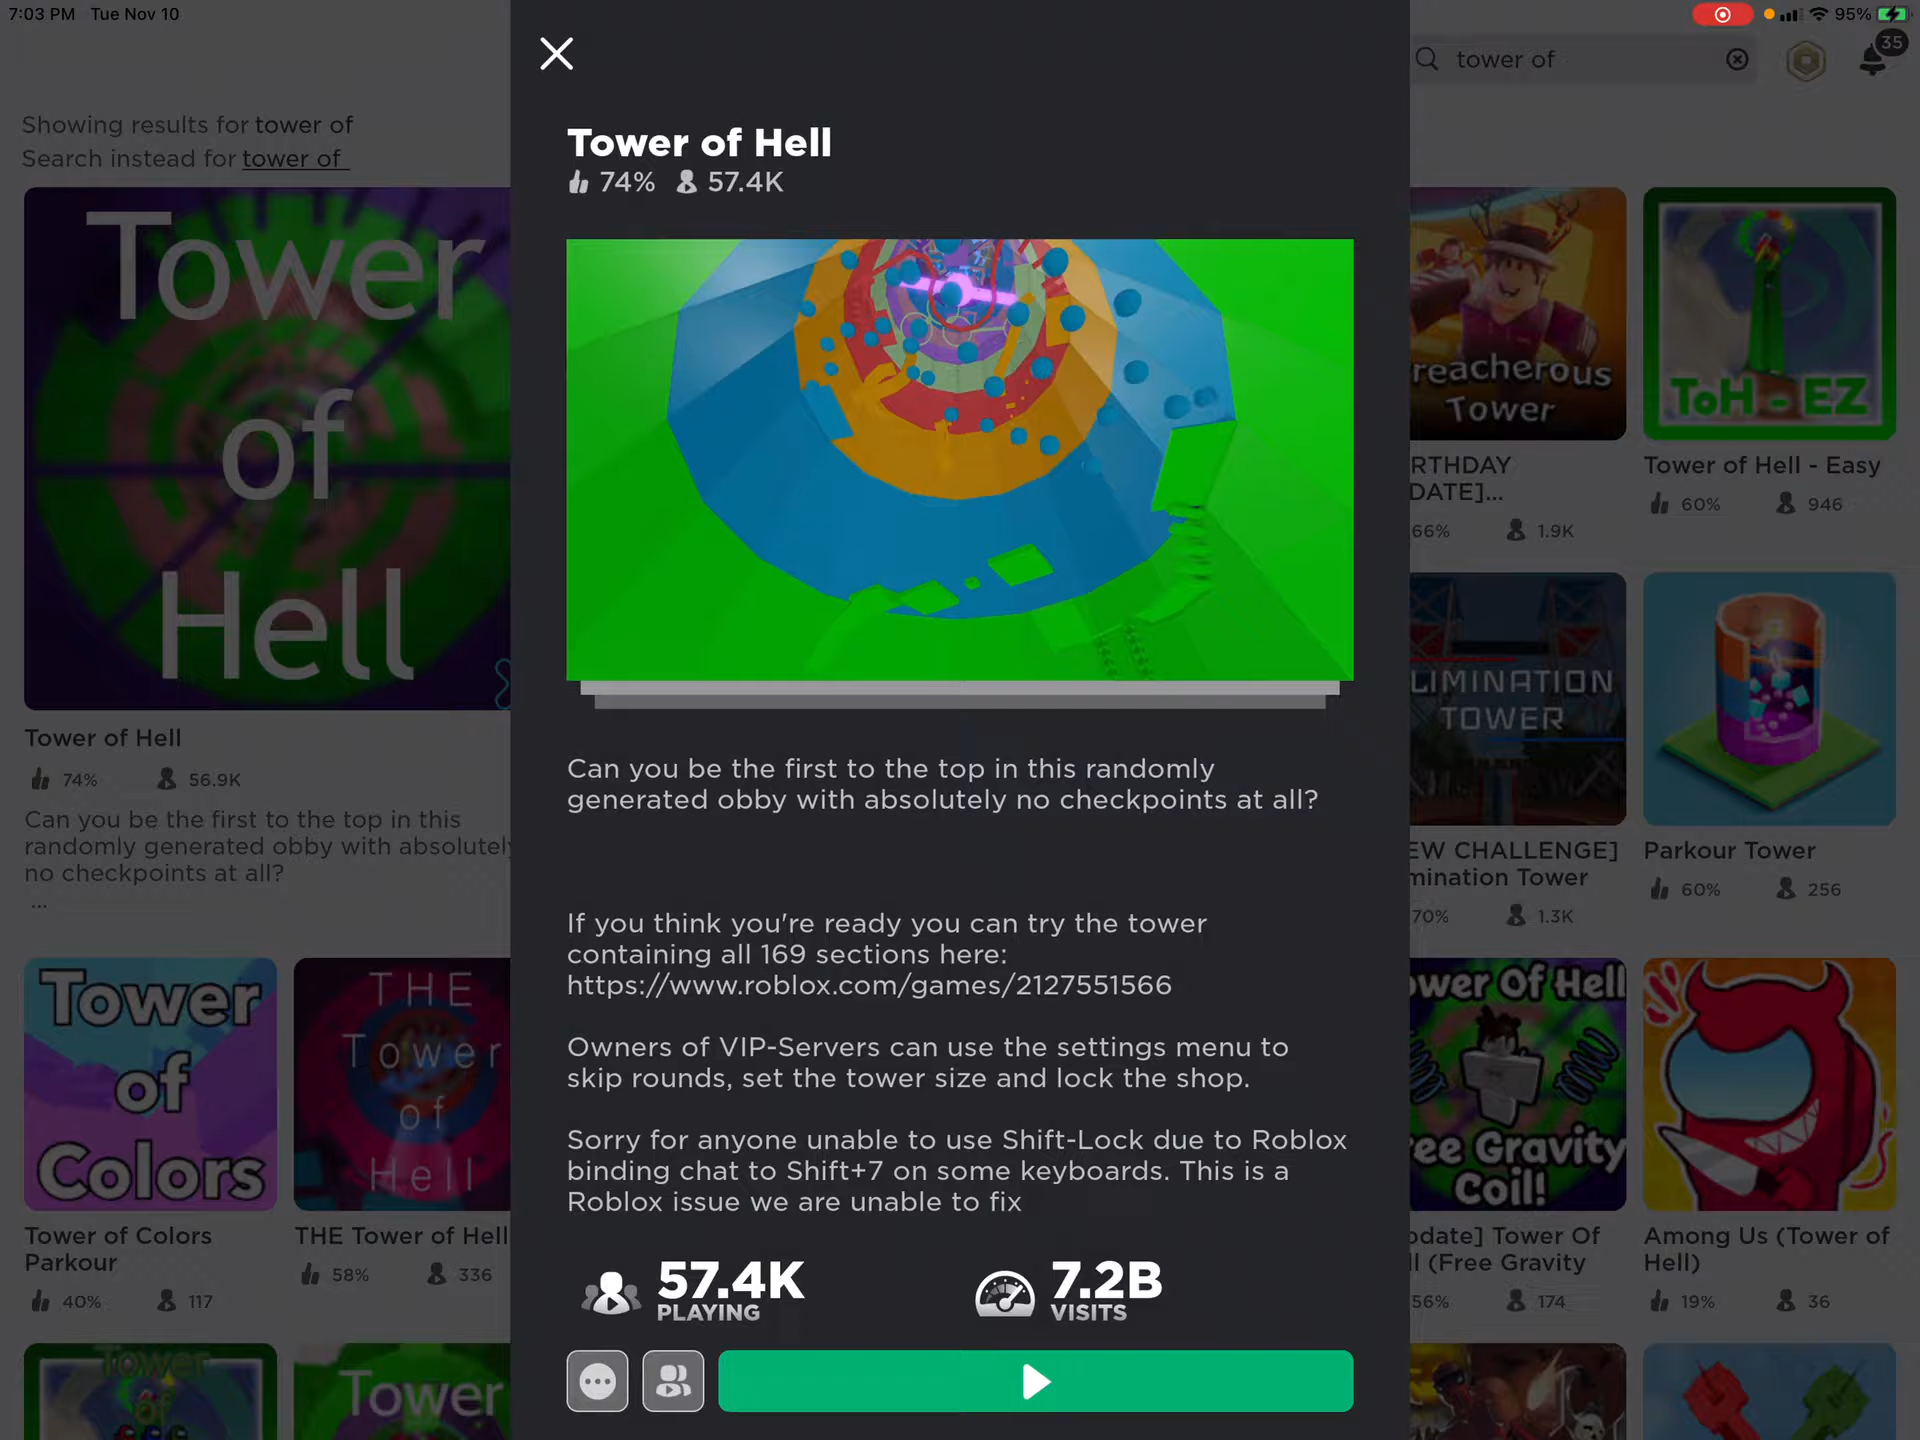 7:03 PM Tue Nov 10
95%
tower of
35
Showing results for tower of
Search instead for tower of
Tower
of
Hell
Tower of Hell
74% 56.9K
Can you be the first to the top in this
randomly generated obby with absolutely
no checkpoints at all?
...
Tower
of
Colors
Tower of Colors
Parkour
40% 117
THE
Tower
of
Hell
THE Tower of Hell
58% 336
Tower
of
Tower
Tower of Hell
74% 57.4K
Can you be the first to the top in this randomly
generated obby with absolutely no checkpoints at all?
If you think you're ready you can try the tower
containing all 169 sections here:
https://www.roblox.com/games/2127551566
Owners of VIP-Servers can use the settings menu to
skip rounds, set the tower size and lock the shop.
Sorry for anyone unable to use Shift-Lock due to Roblox
binding chat to Shift+7 on some keyboards. This is a
Roblox issue we are unable to fix
57.4K
PLAYING
7.2B
VISITS
reacherous
Tower
RTHDAY
DATE]...
66% 1.9K
ToH - EZ
Tower of Hell - Easy
60% 946
LIMINATION
TOWER
EW CHALLENGE]
mination Tower
70% 1.3K
Parkour Tower
60% 256
ower Of Hell
ee Gravity
Coil!
pdate] Tower Of
ll (Free Gravity
56% 174
Among Us (Tower of
Hell)
19% 36